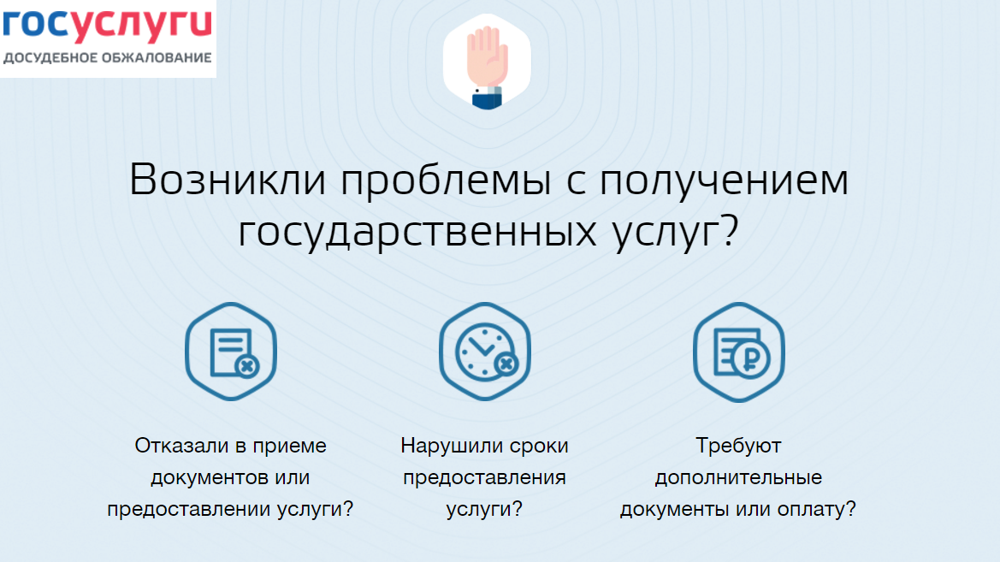 госуслуги
ДОСУДЕБНОЕ ОБЖАЛОВАНИЕ
Возникли проблемы с получением
государственных услуг?
Отказали в приеме
документов или
предоставлении услуги?
Нарушили сроки
предоставления
услуги?
Требуют
дополнительные
документы или оплату?